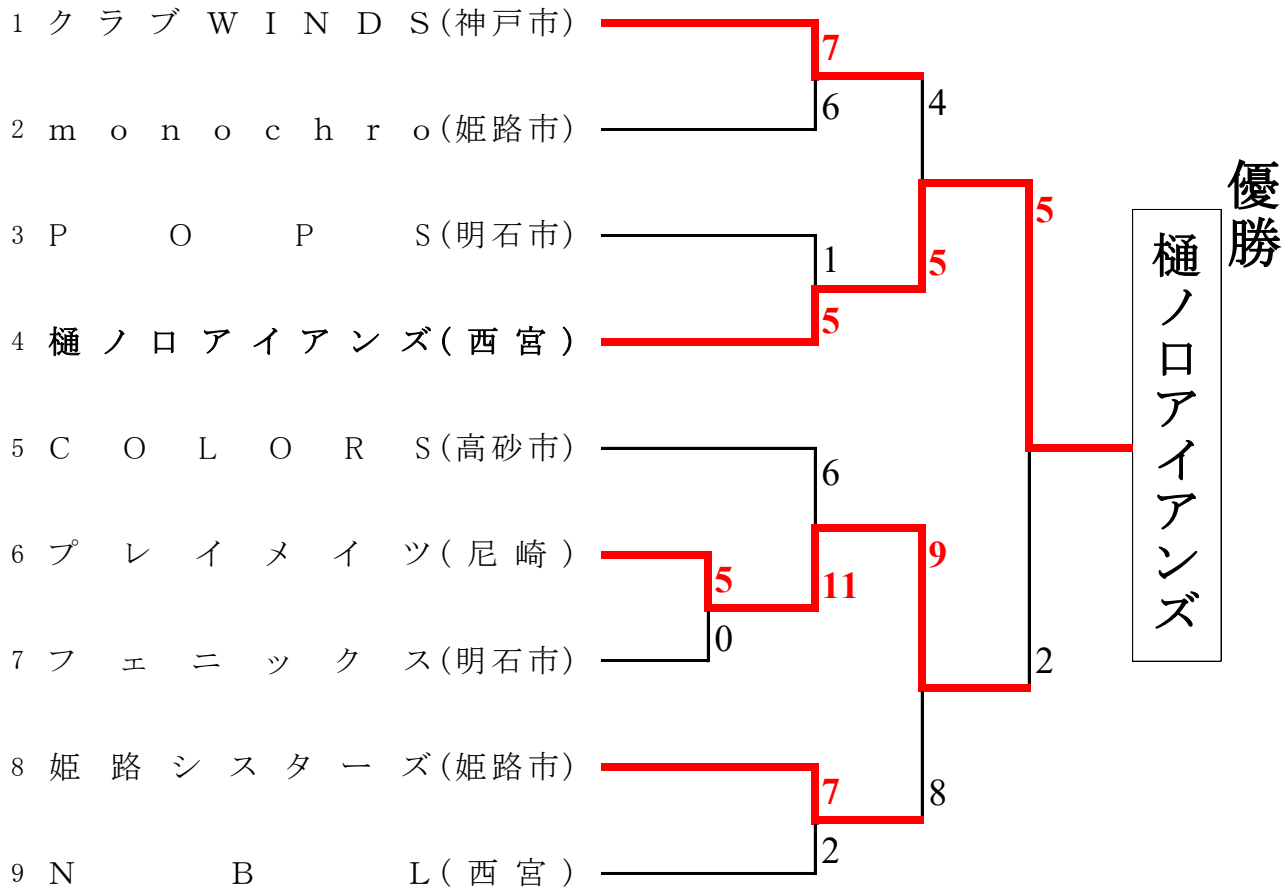 1 クラブWINDS(神戸市)
7
6
4
2 monochro(姫路市)
優勝
樋ノ口アイアンズ
5
3 POPS(明石市)
1
5
5
4 樋ノ口アイアンズ(西宮)
5 COLORS(高砂市)
6
6 プレイメイツ(尼崎)
5
11
9
0
7 フェニックス(明石市)
2
8 姫路シスターズ(姫路市)
7
8
2
9 NBL(西宮)